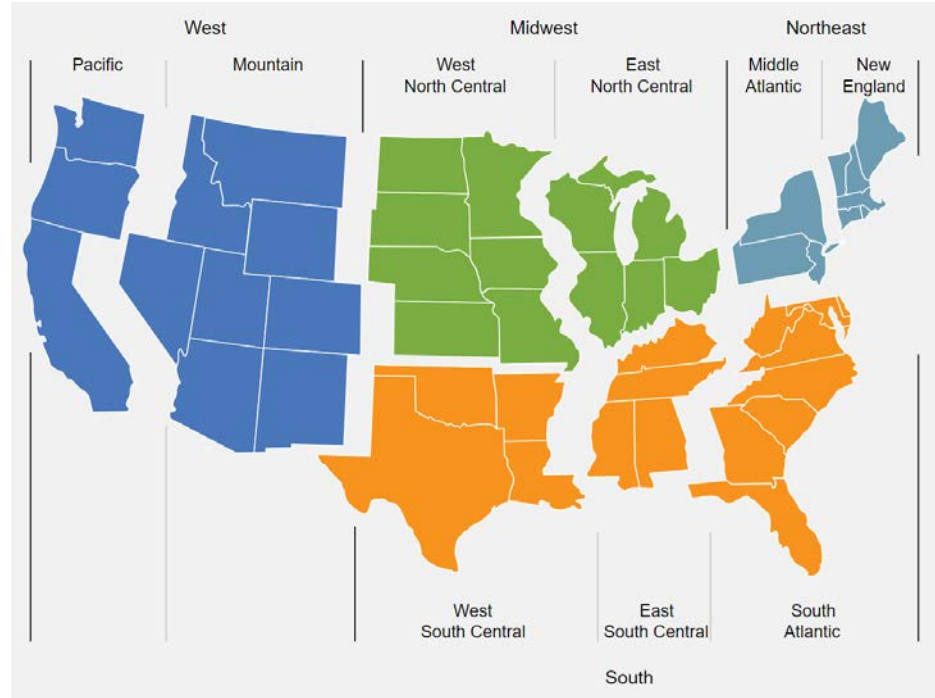 West
Midwest
Northeast
Pacific
Mountain
West
North Central
East
North Central
Middle
Atlantic
New
England
West
South Central
East
South Central
South
Atlantic
South